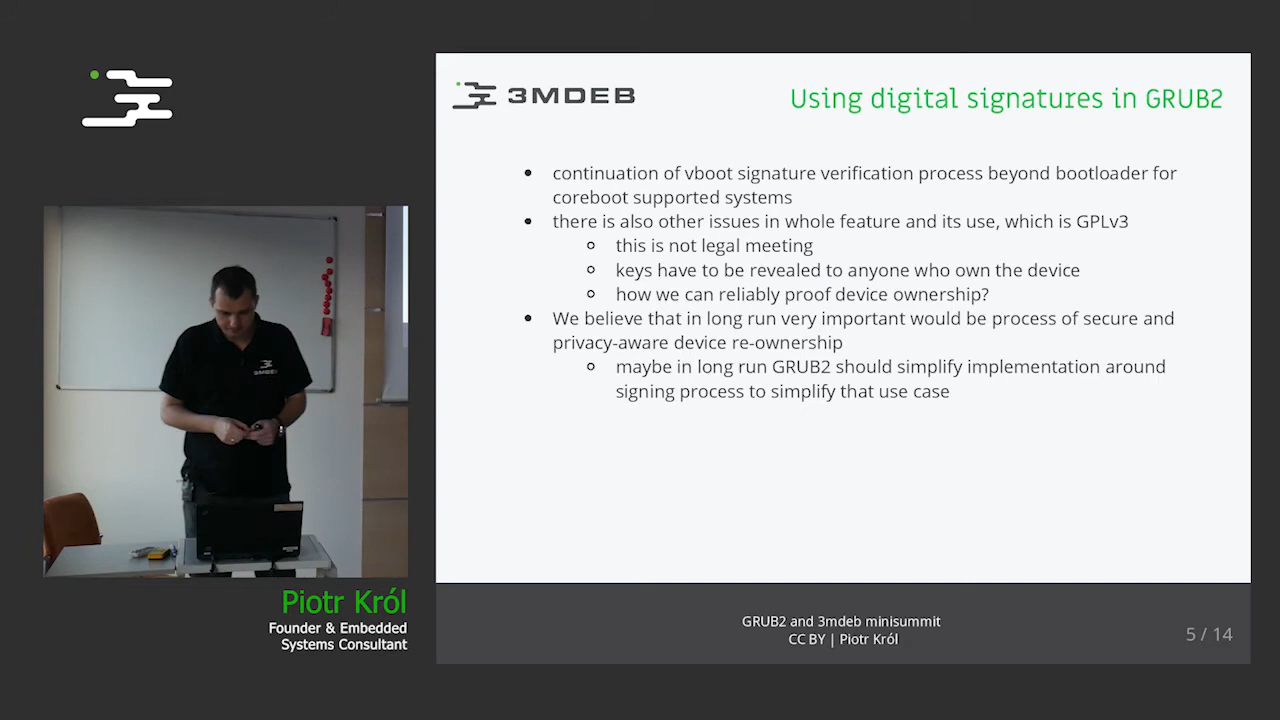 3MDEB
Using digital signatures in GRUB2
continuation of vboot signature verification process beyond bootloader for
coreboot supported systems
there is also other issues in whole feature and its use, which is GPLv3
this is not legal meeting
keys have to be revealed to anyone who own the device
how we can reliably proof device ownership?
We believe that in long run very important would be process of secure and
privacy-aware device re-ownership
maybe in long run GRUB2 should simplify implementation around
signing process to simplify that use case
3MDEB
Piotr Król
Founder & Embedded
Systems Consultant
GRUB2 and 3mdeb minisummit
CC BY | Piotr Król
5 / 14